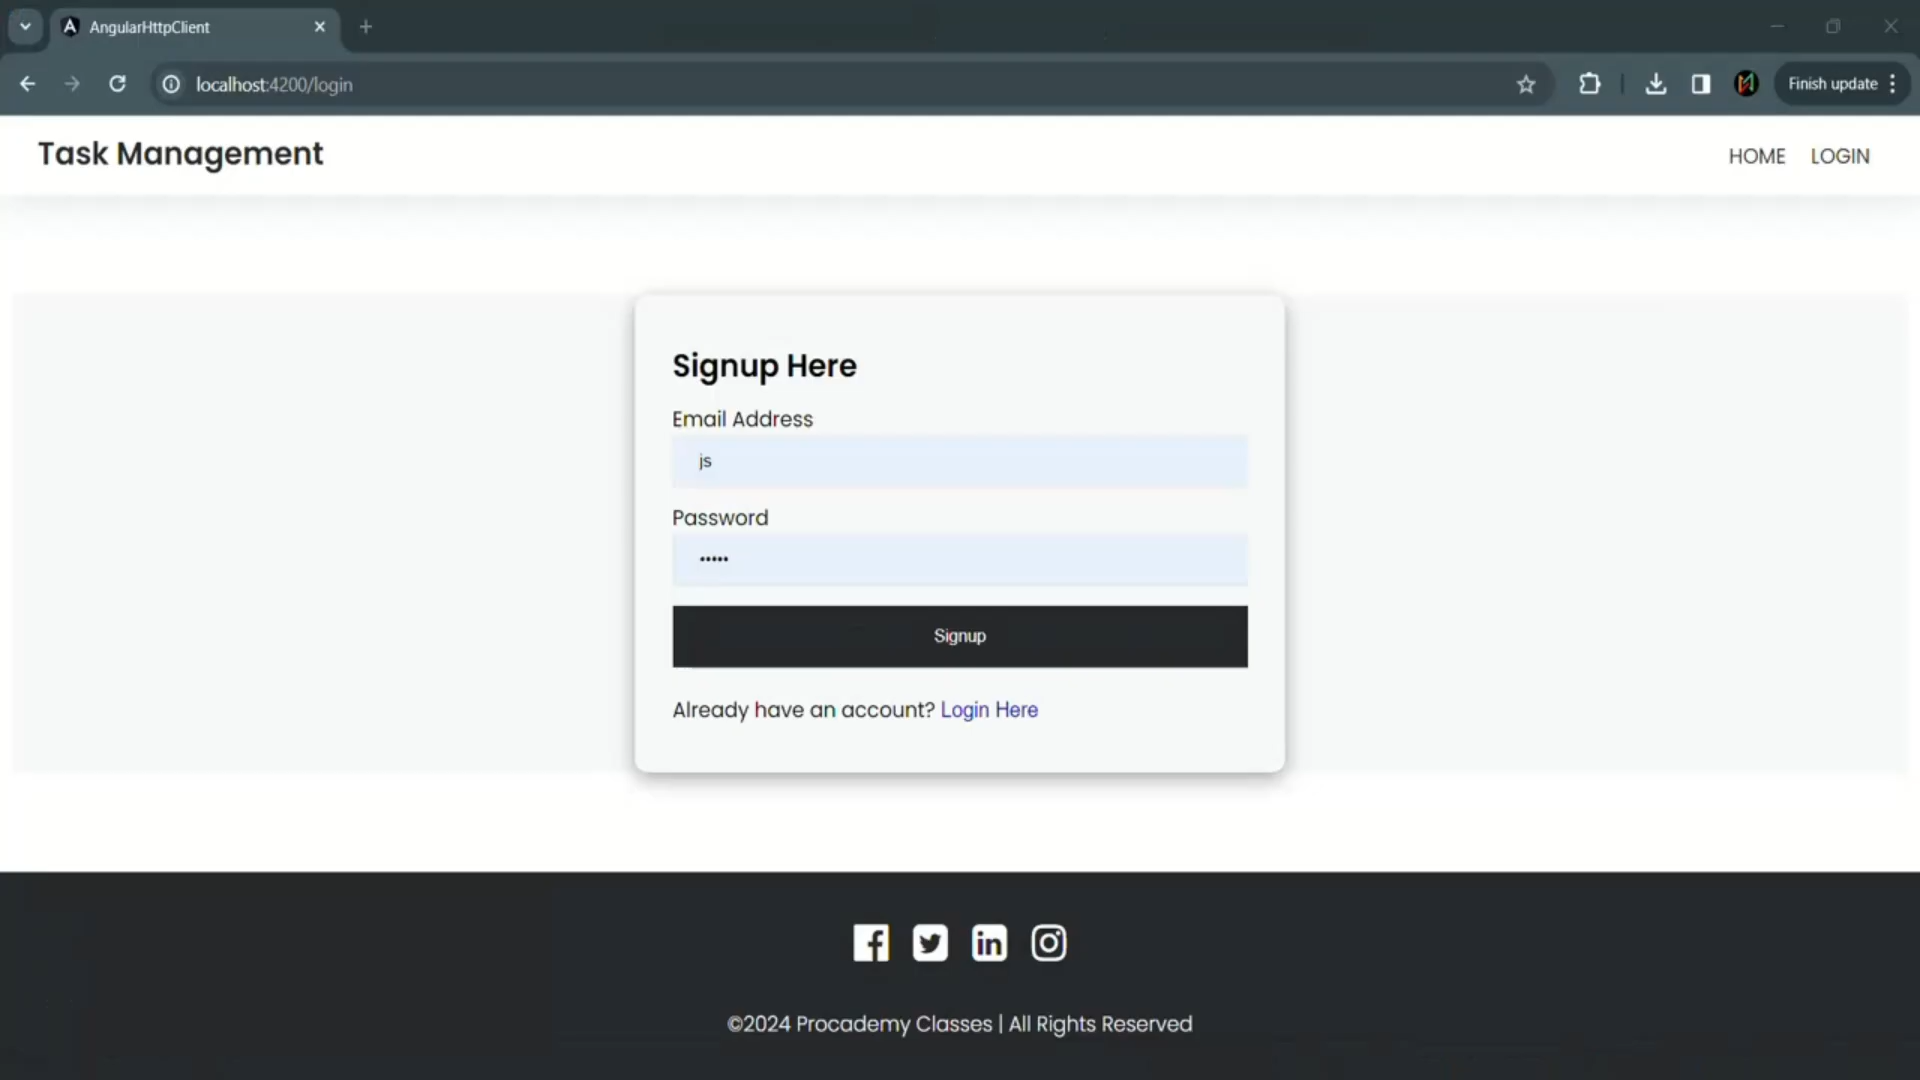 AngularHttpClient
localhost:4200/login
Finish update
Task Management
HOME LOGIN
Signup Here
Email Address
js
Password
•••••
Signup
Already have an account? Login Here
©2024 Procademy Classes | All Rights Reserved